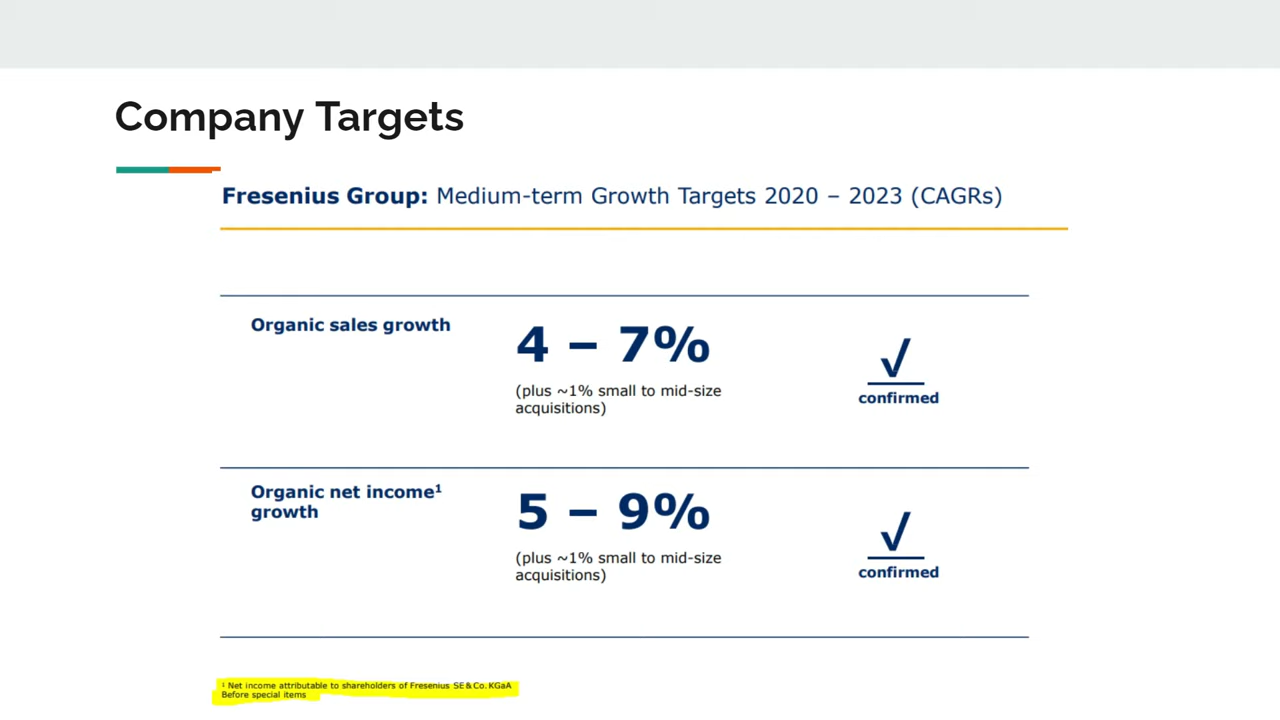 Company Targets
Fresenius Group: Medium-term Growth Targets 2020 – 2023 (CAGRs)
Organic sales growth
4 – 7%
(plus ~1% small to mid-size
acquisitions)
√
confirmed
Organic net income¹
growth
5 – 9%
(plus ~1% small to mid-size
acquisitions)
√
confirmed
¹ Net income attributable to shareholders of Fresenius SE & Co. KGaA
Before special items